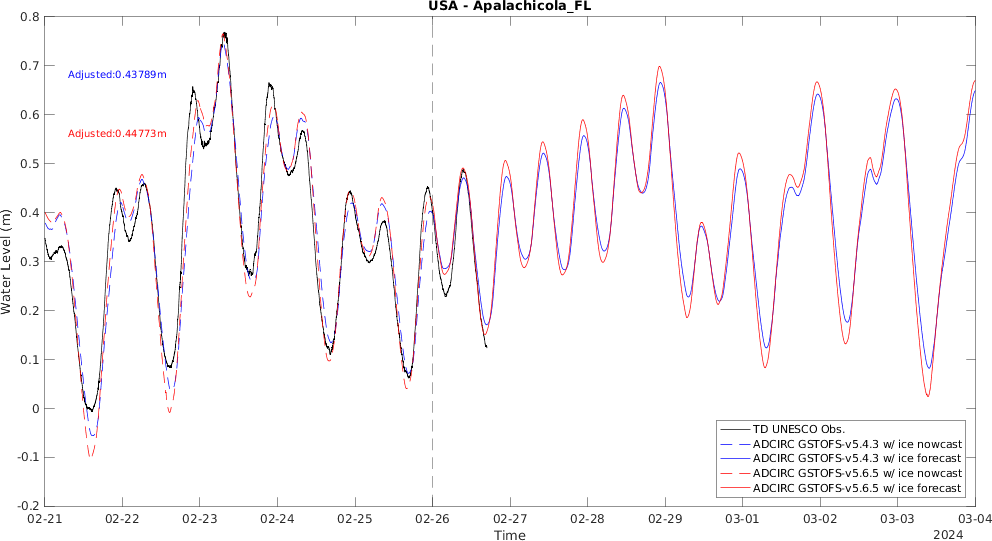 USA - Apalachicola_FL
0.8
0.7
0.6
0.5
0.4
0.3
0.2
0.1
0
-0.1
-0.2
Water Level (m)
Adjusted:0.43789m
Adjusted:0.44773m
TD UNESCO Obs.
ADCIRC GSTOFS-v5.4.3 w/ ice nowcast
ADCIRC GSTOFS-v5.4.3 w/ ice forecast
ADCIRC GSTOFS-v5.6.5 w/ ice nowcast
ADCIRC GSTOFS-v5.6.5 w/ ice forecast
02-21 02-22 02-23 02-24 02-25 02-26 02-27 02-28 02-29 03-01 03-02 03-03 03-04
Time
2024